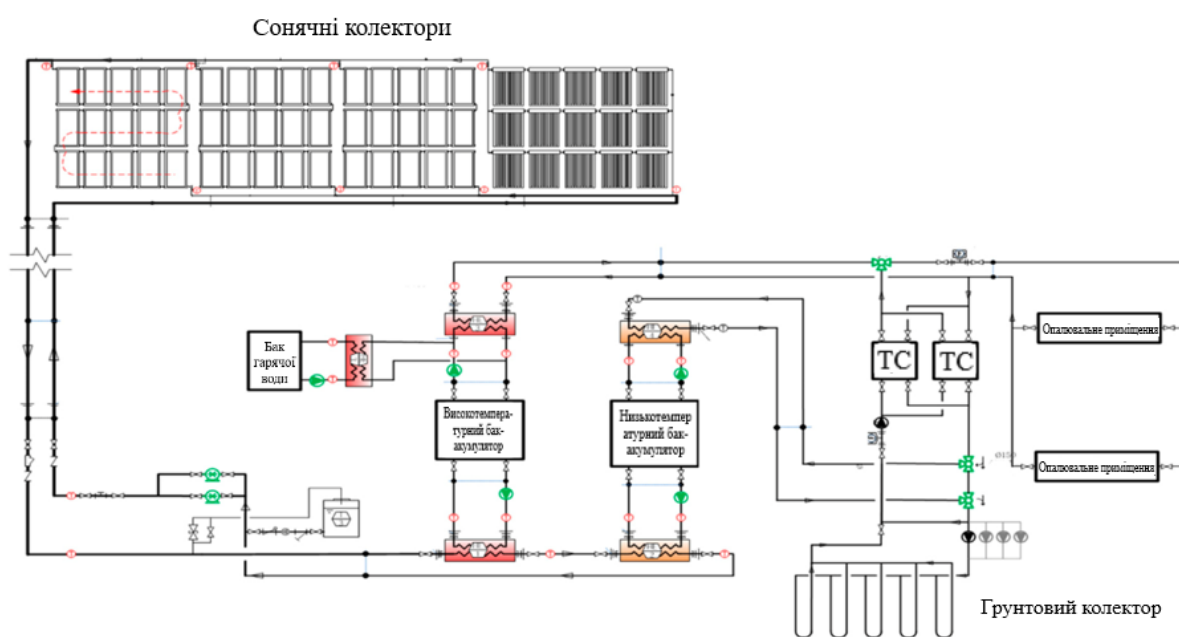 Сонячні колектори
Опалювальне приміщення
Бак
гарячої
води
ТС
ТС
Високотемпера-
турний бак-
акумулятор
Низькотемпер
атурний бак-
акумулятор
Опалювальне приміщення
Грунтовий колектор